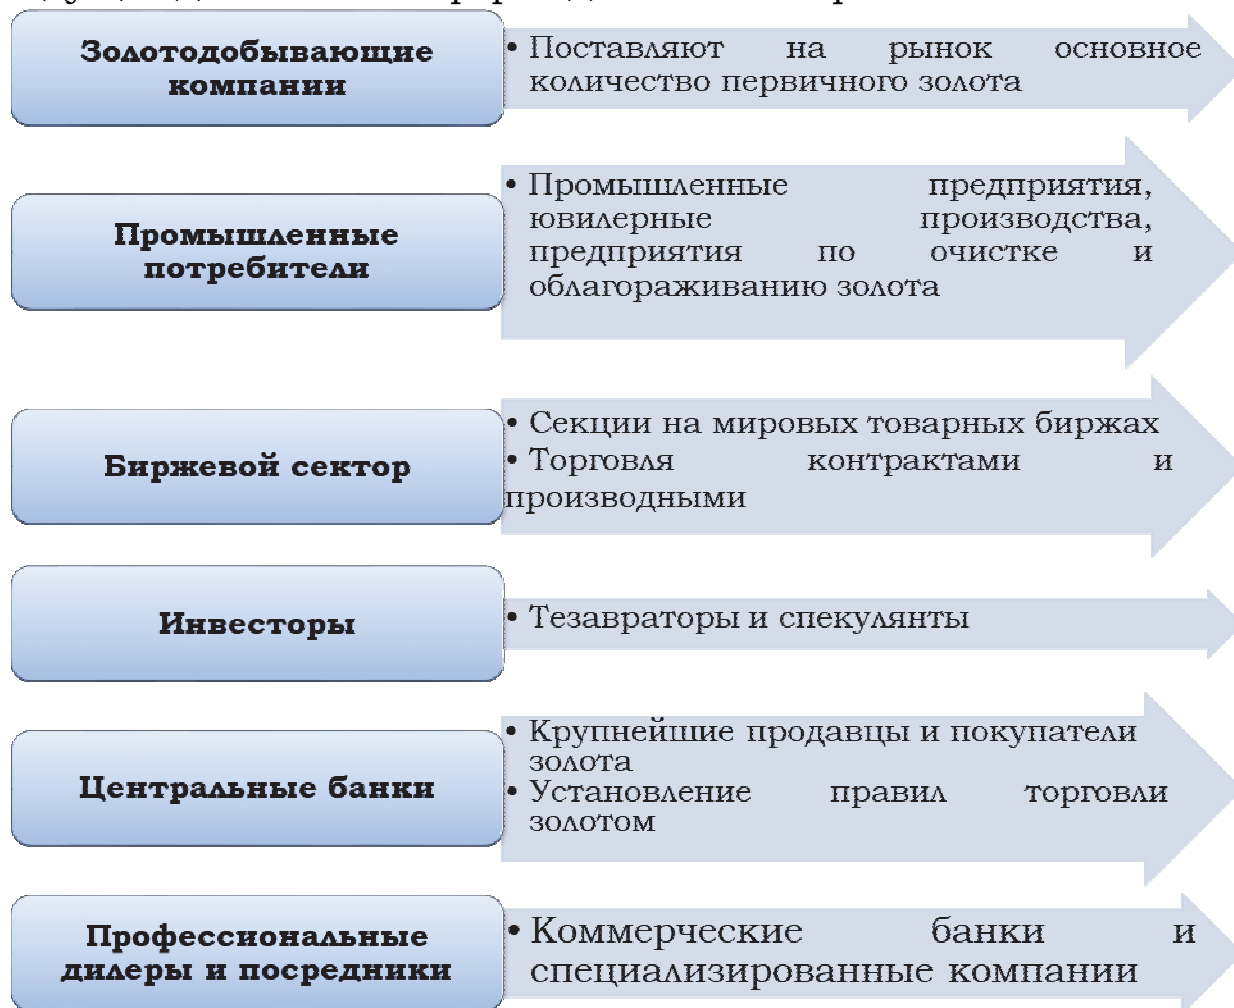 Золотодобывающие
компании
• Поставляют на рынок основное
количество первичного золота
Промышленные
потребители
• Промышленные предприятия,
ювилерные производства,
предприятия по очистке и
облагораживанию золота
Биржевой сектор
• Секции на мировых товарных биржах
• Торговля контрактами и
производными
Инвесторы
• Тезавраторы и спекулянты
Центральные банки
• Крупнейшие продавцы и покупатели
золота
• Установление правил торговли
золотом
Профессиональные
дилеры и посредники
• Коммерческие банки и
специализированные компании